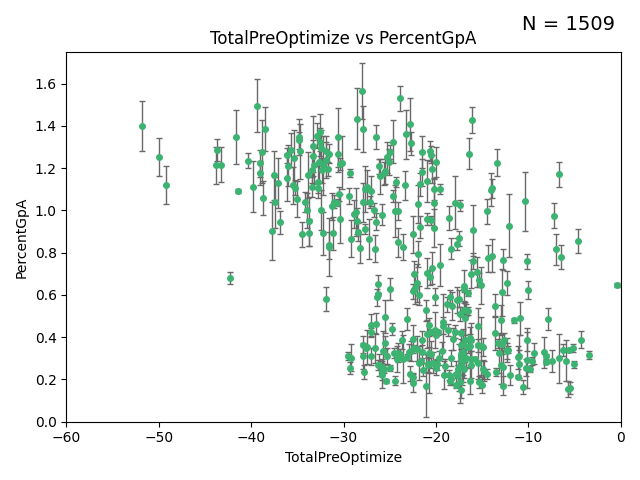 N = 1509
TotalPreOptimize vs PercentGpA
PercentGpA
1.6
1.4
1.2
1.0
0.8
0.6
0.4
0.2
0.0
−60 −50 −40 −30 −20 −10 0
TotalPreOptimize